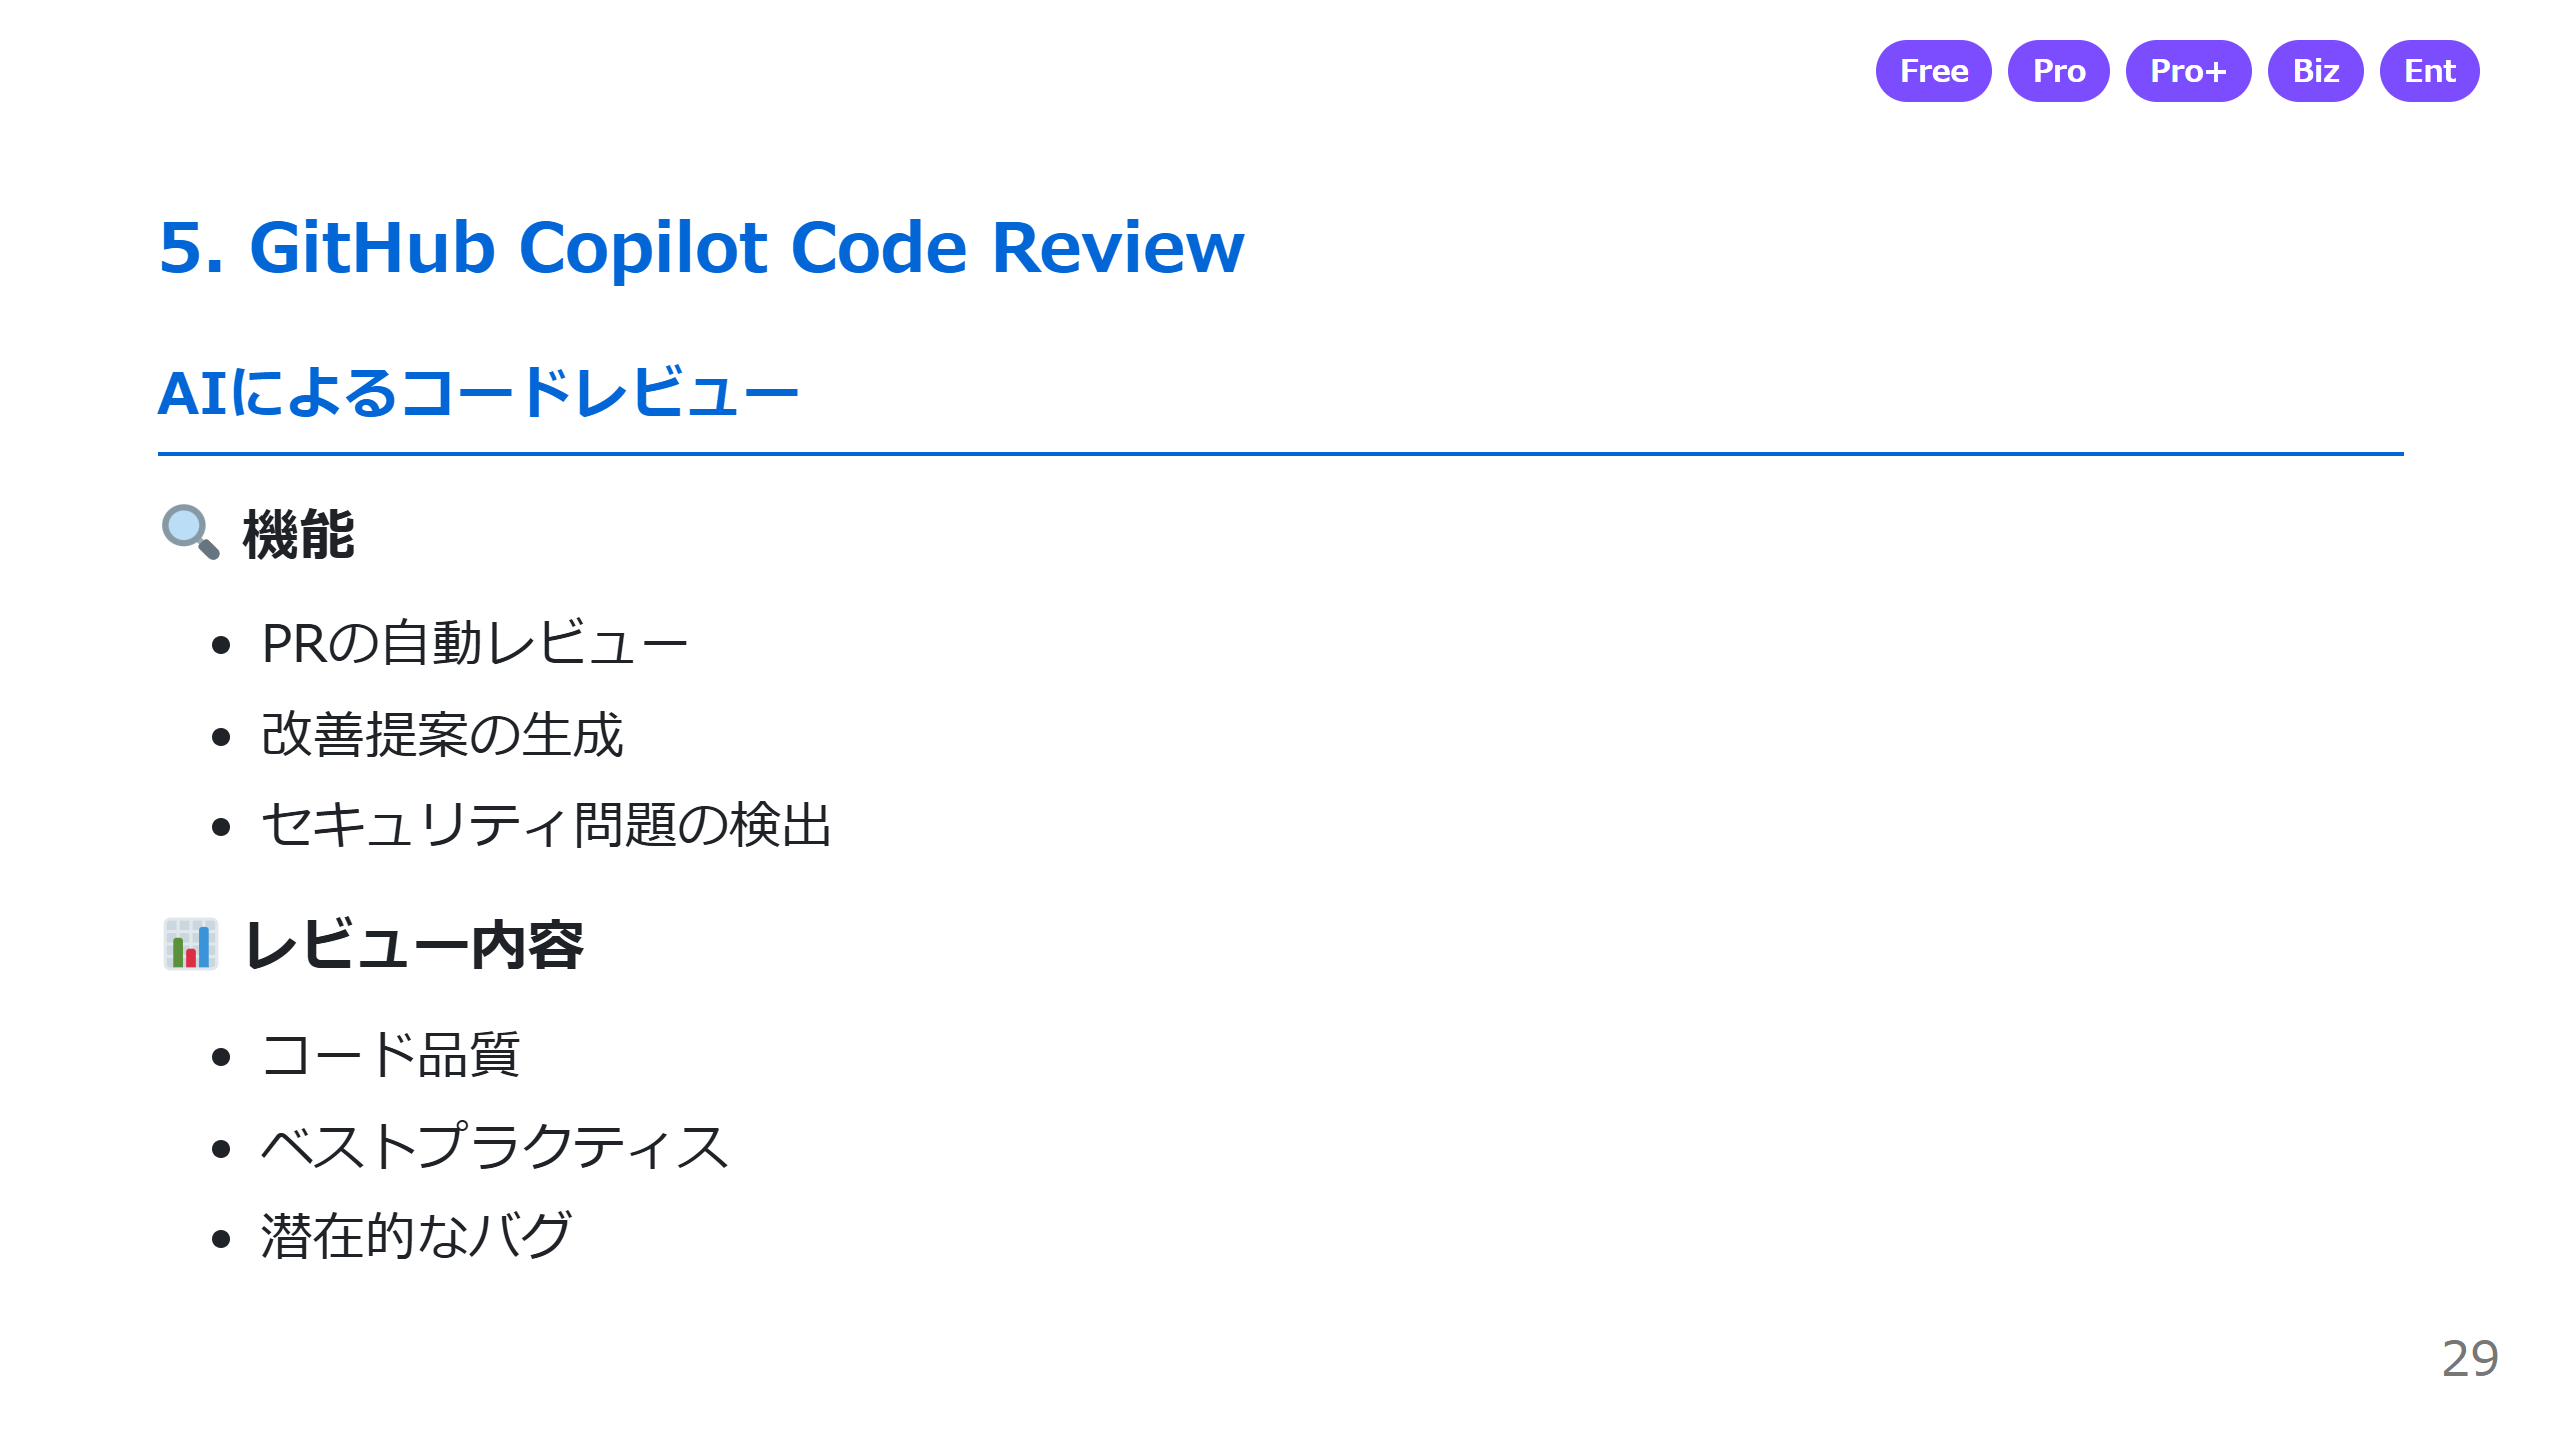 Free Pro Pro+ Biz Ent
5. GitHub Copilot Code Review
AIによるコードレビュー
🔍 機能
• PRの自動レビュー
• 改善提案の生成
• セキュリティ問題の検出
📊 レビュー内容
• コード品質
• ベストプラクティス
• 潜在的なバグ
29